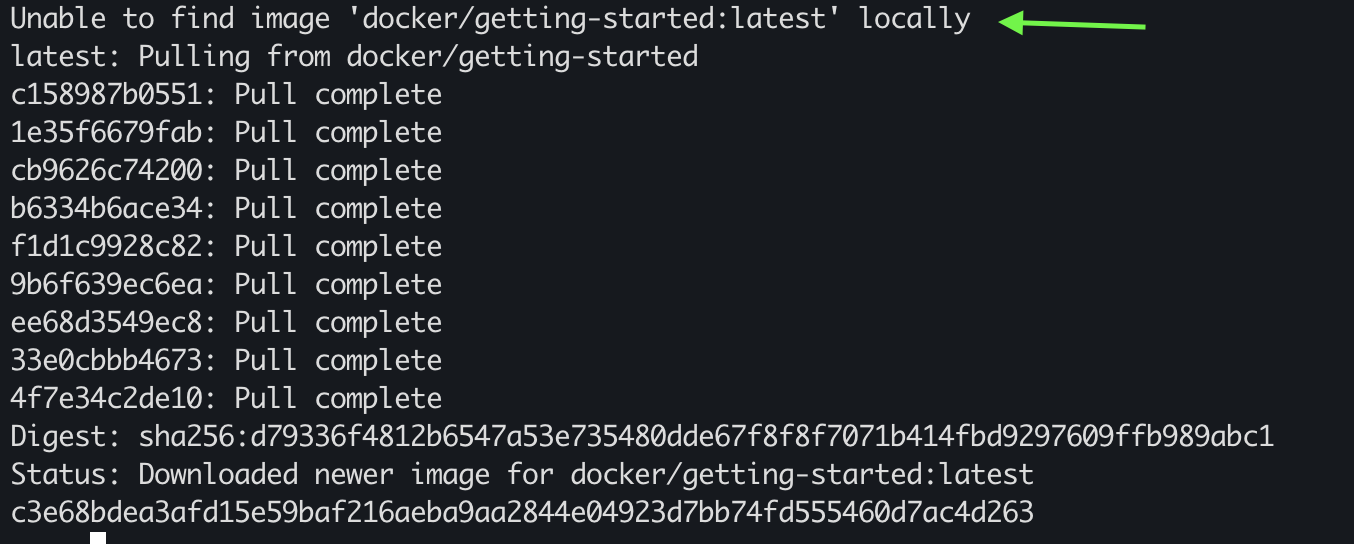 Unable to find image 'docker/getting-started:latest' locally
latest: Pulling from docker/getting-started
c158987b0551: Pull complete
1e35f6679fab: Pull complete
cb9626c74200: Pull complete
b6334b6ace34: Pull complete
f1d1c9928c82: Pull complete
9b6f639ec6ea: Pull complete
ee68d3549ec8: Pull complete
33e0cbbb4673: Pull complete
4f7e34c2de10: Pull complete
Digest: sha256:d79336f4812b6547a53e735480dde67f8f8f7071b414fbd9297609ffb989abc1
Status: Downloaded newer image for docker/getting-started:latest
c3e68bdea3afd15e59baf216aeba9aa2844e04923d7bb74fd555460d7ac4d263